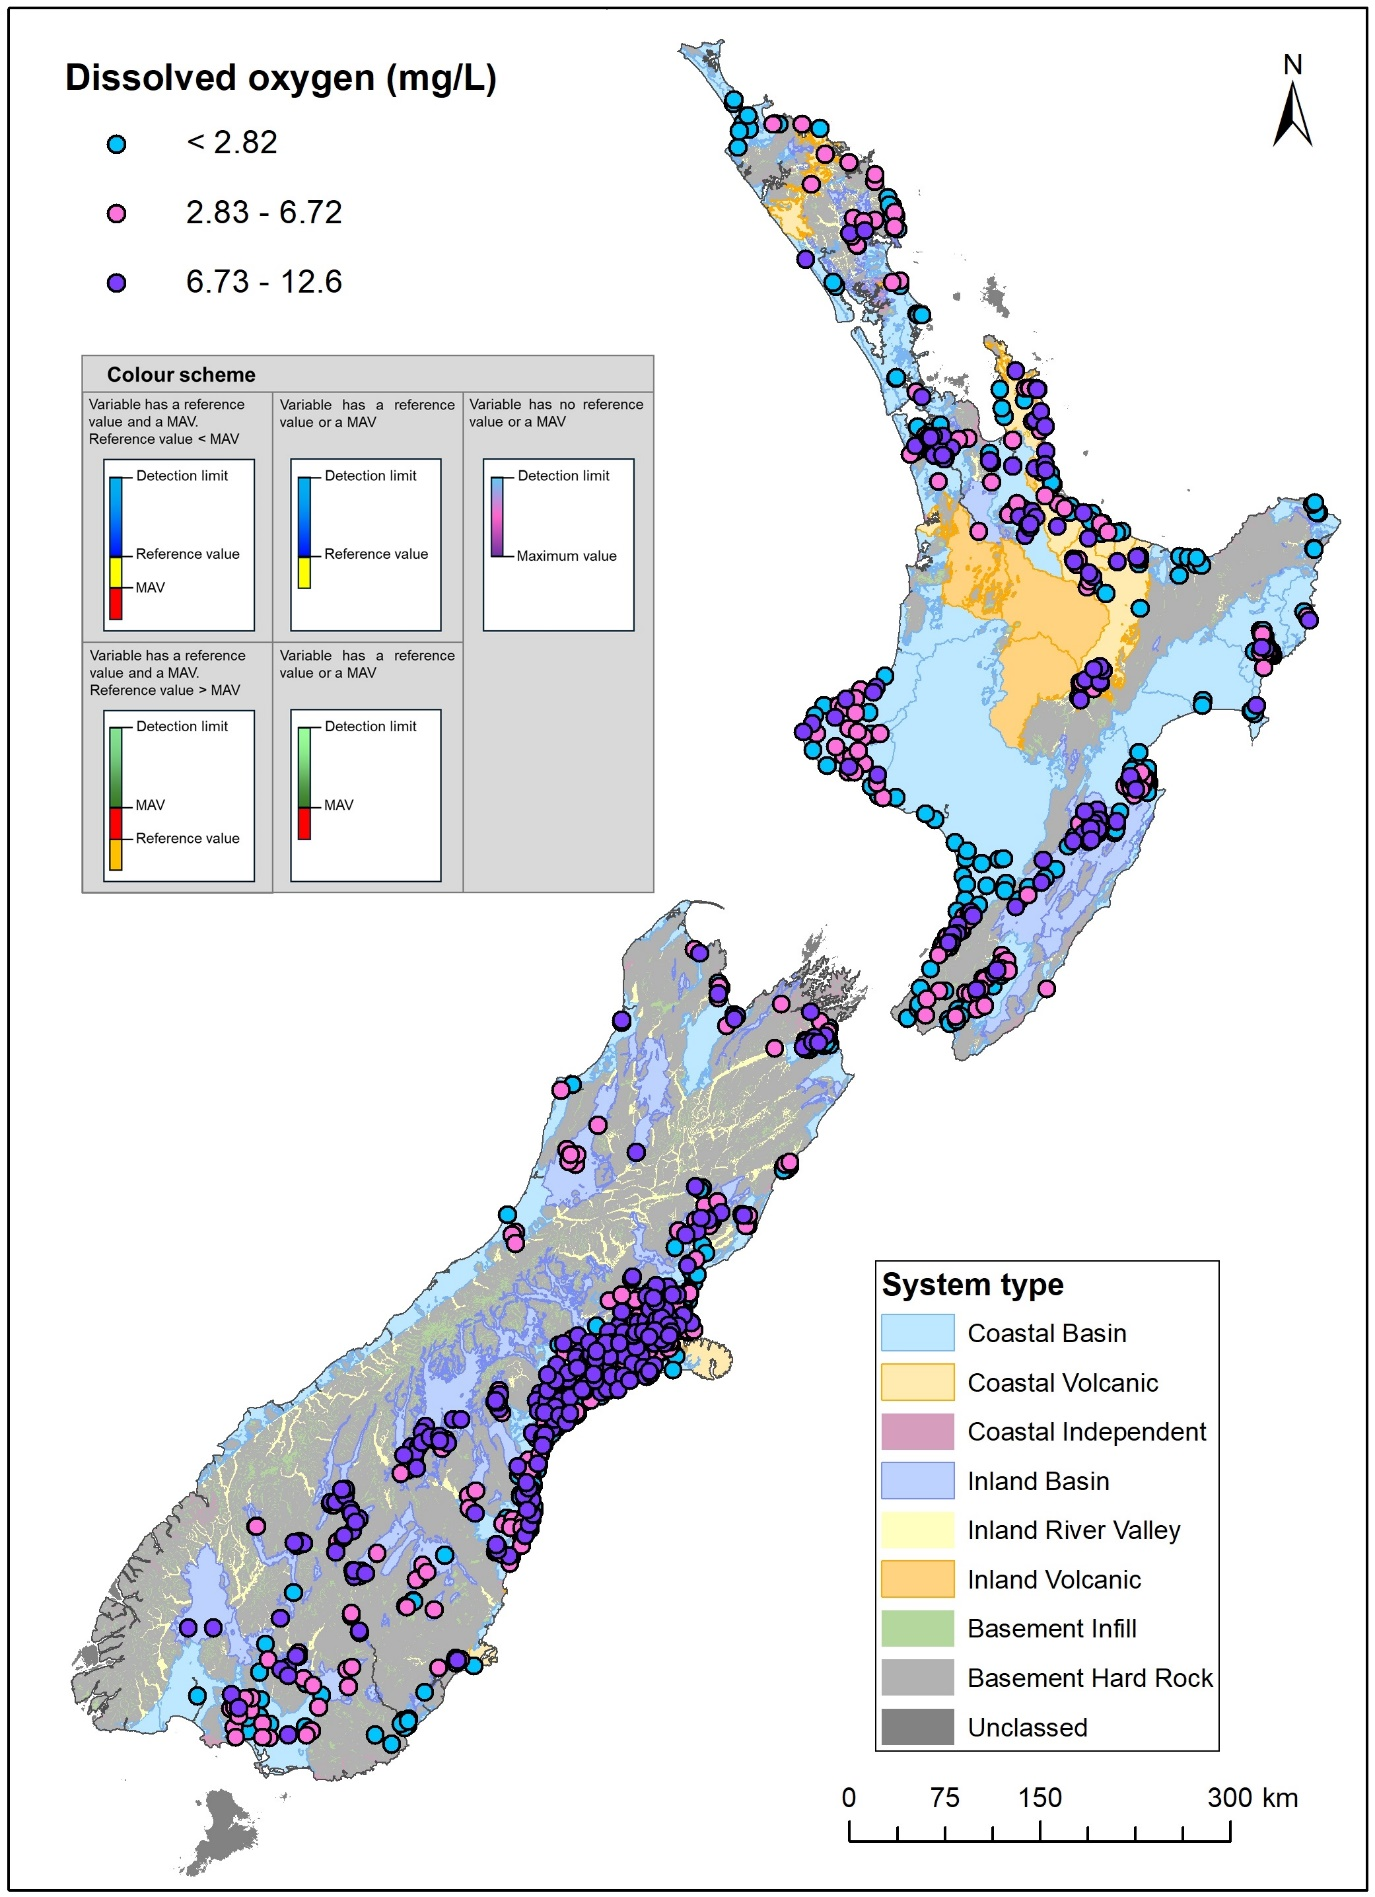 Dissolved oxygen (mg/L)
< 2.82
2.83 - 6.72
6.73 - 12.6
N
Colour scheme
Variable has a reference
value and a MAV.
Reference value < MAV
Detection limit
Reference value
MAV
Variable has a reference
value or a MAV
Detection limit
Reference value
Variable has no reference
value or a MAV
Detection limit
Maximum value
Variable has a reference
value and a MAV.
Reference value > MAV
Detection limit
MAV
Reference value
Variable has a reference
value or a MAV
Detection limit
MAV
System type
Coastal Basin
Coastal Volcanic
Coastal Independent
Inland Basin
Inland River Valley
Inland Volcanic
Basement Infill
Basement Hard Rock
Unclassed
0 75 150 300 km